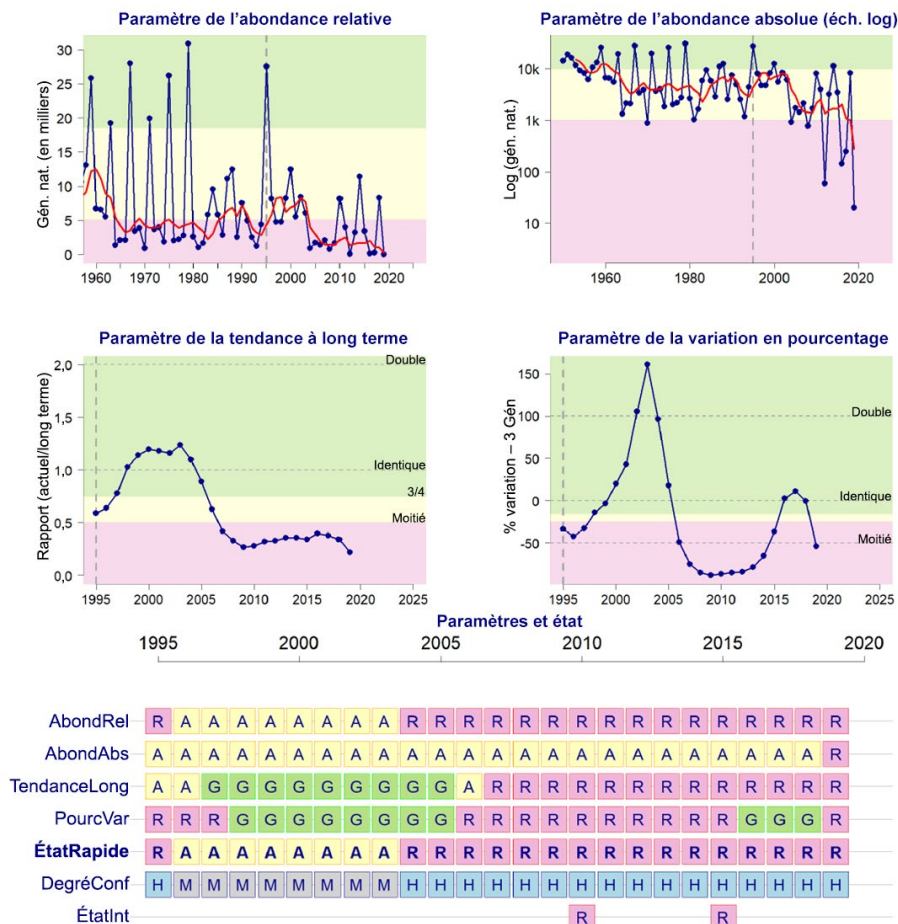 Paramètre de l’abondance relative
Gén. nat. (en milliers)
30
25
20
15
10
5
0
1960 1970 1980 1990 2000 2010 2020
Paramètre de l’abondance absolue (éch. log)
Log (gén. nat.)
10k
1k
100
10
1960 1980 2000 2020
Paramètre de la tendance à long terme
Rapport (actuel/long terme)
2,0
1,5
1,0
0,5
0,0
Double
Identique
3/4
Moitié
1995 2000 2005 2010 2015 2020 2025
Paramètre de la variation en pourcentage
% variation – 3 Gén
150
100
50
0
-50
Double
Identique
Moitié
1995 2000 2005 2010 2015 2020 2025
Paramètres et état
1995 2000 2005 2010 2015 2020
AbondRel R A A A A A A A A R R R R R R R R R R R R R R R R
AbondAbs A A A A A A A A A A A A A A A A A A A A A A A A R
TendanceLong A A G G G G G G G G G A R R R R R R R R R R R R R
PourcVar R R R G G G G G G G G R R R R R R R R R R G G G R
ÉtatRapide R A A A A A A A A R R R R R R R R R R R R R R R R
DegréConf H M M M M M M M M H H H H H H H H H H H H H H H H
ÉtatInt R R